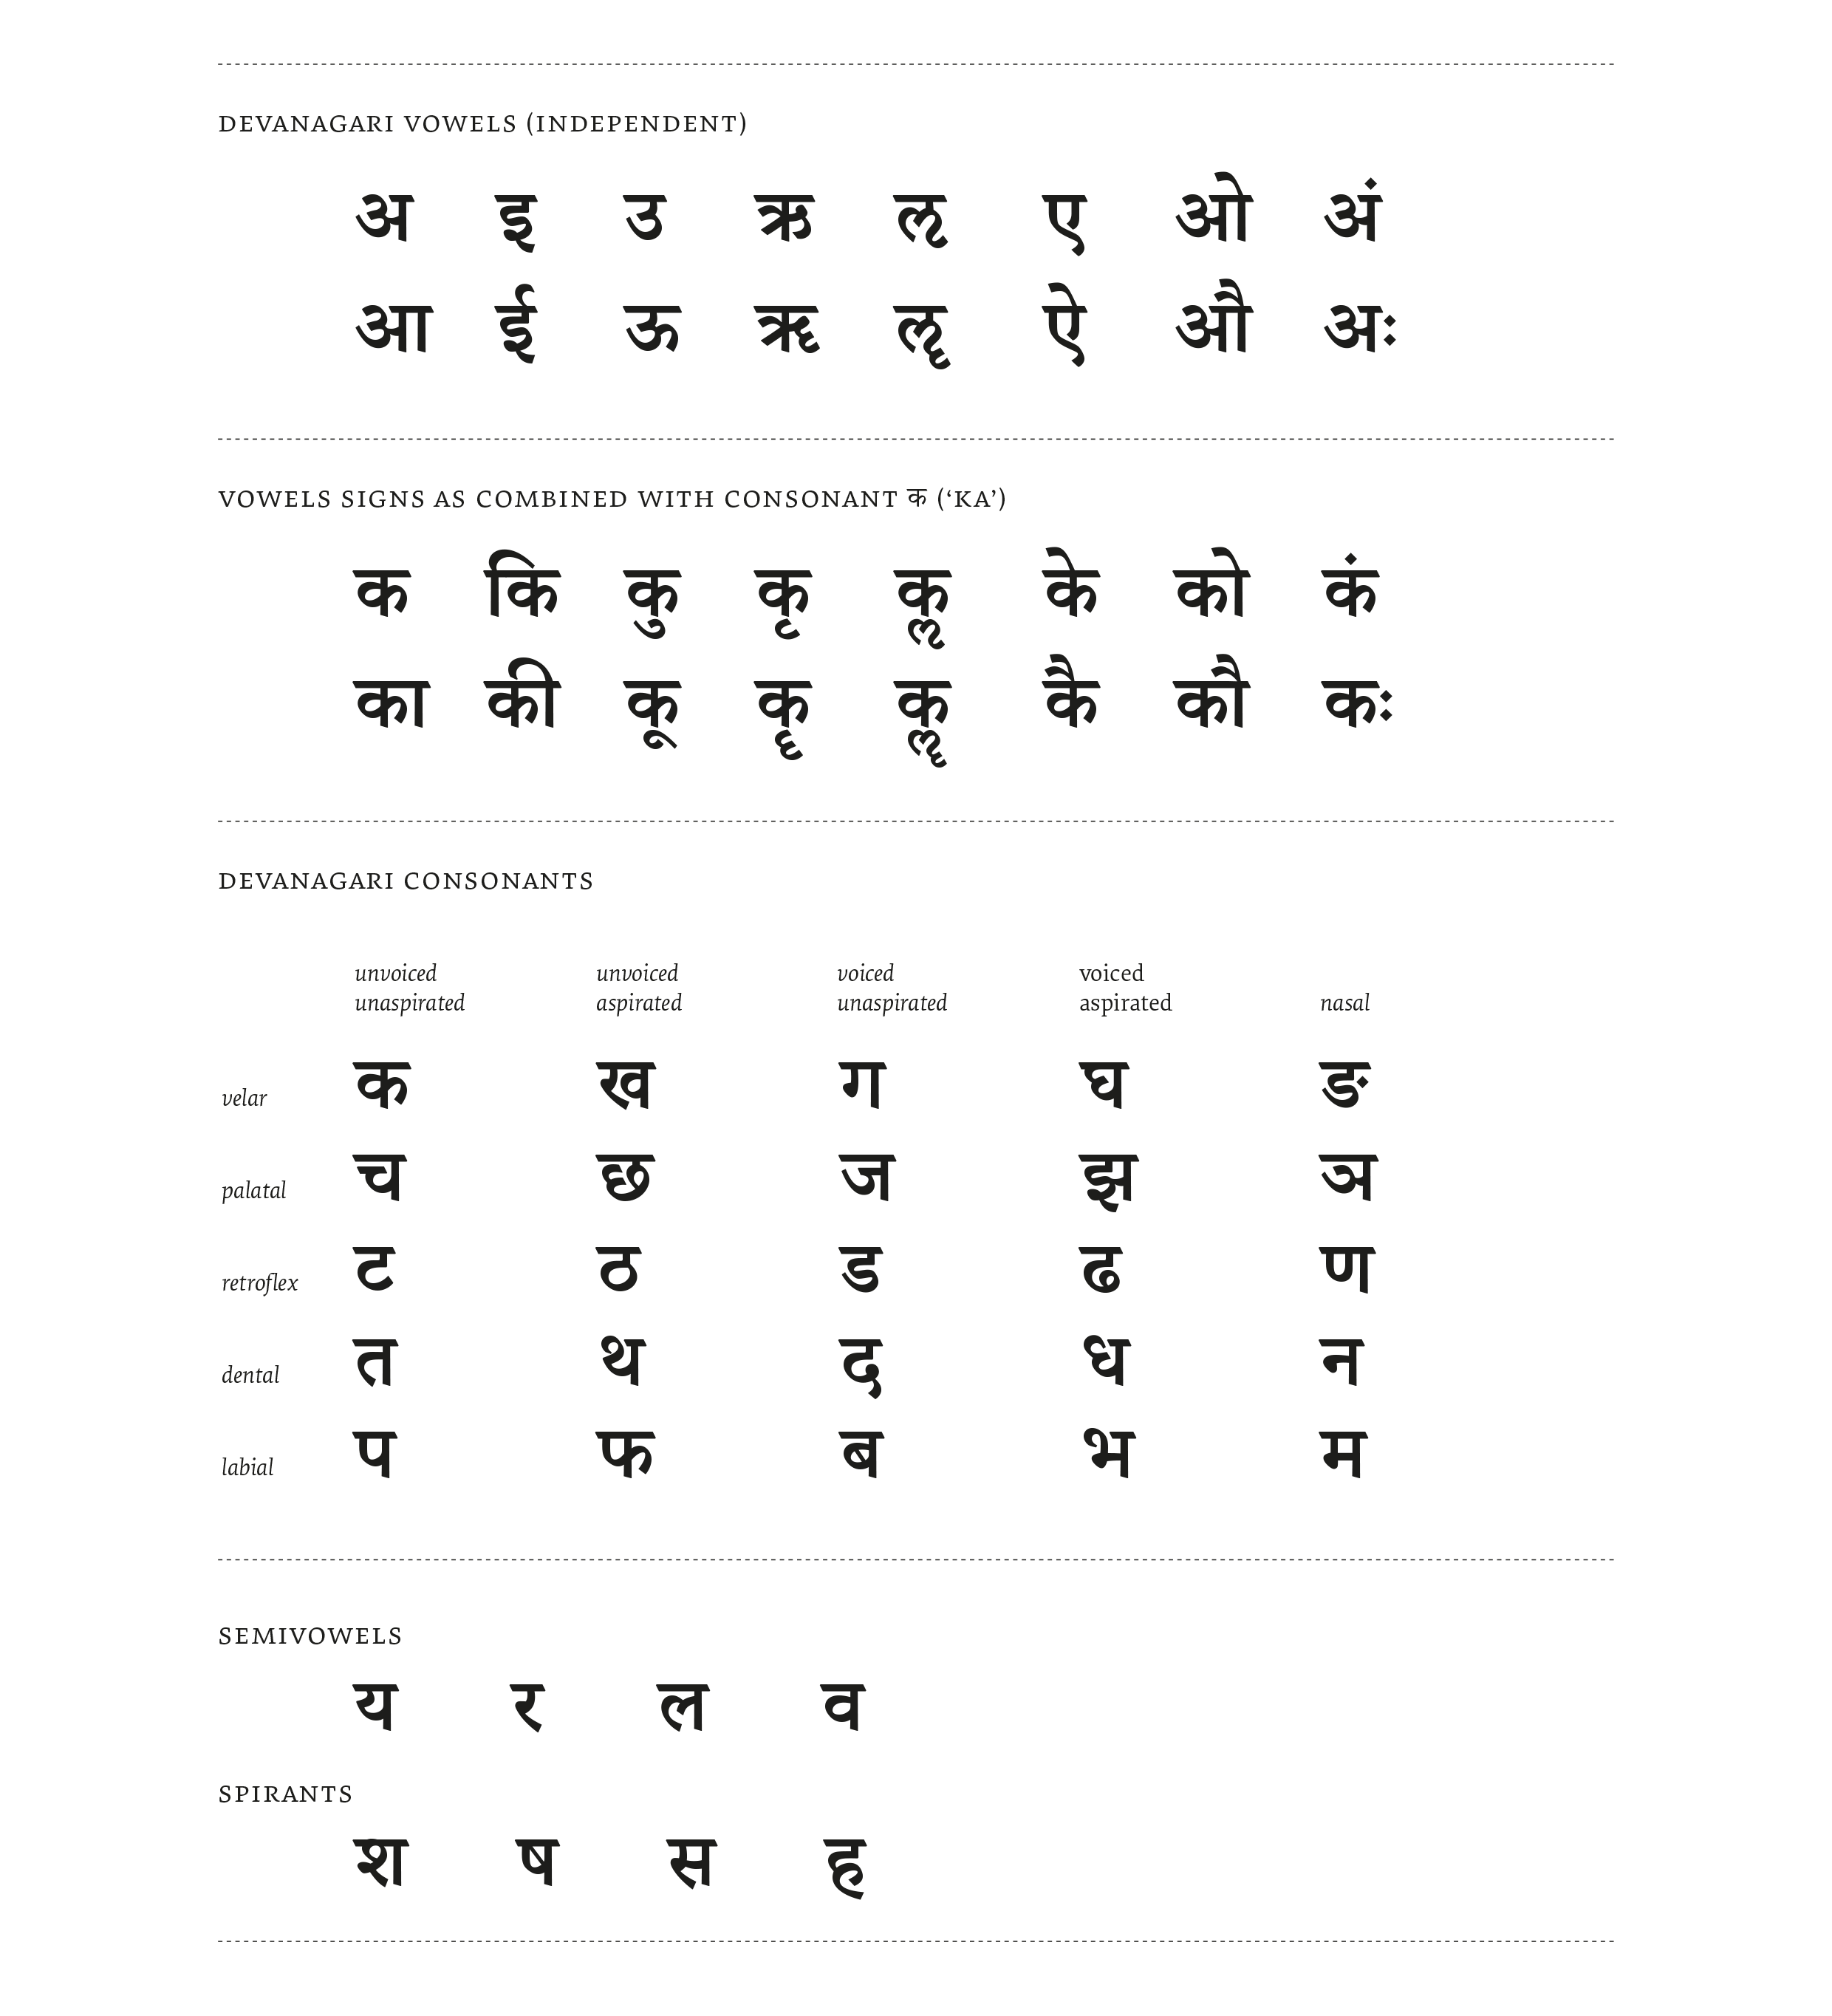 DEVANAGARI VOWELS (INDEPENDENT)
अ इ उ ऋ ऌ ए ओ अं
आ ई ऊ ॠ ॡ ऐ औ अः
VOWELS SIGNS AS COMBINED WITH CONSONANT क (‘KA’)
क कि कु कृ कॢ के को कं
का की कू कॄ कॣ कै कौ कः
DEVANAGARI CONSONANTS
unvoiced unvoiced voiced voiced
unaspirated aspirated unaspirated aspirated nasal
velar क ख ग घ ङ
palatal च छ ज झ ञ
retroflex ट ठ ड ढ ण
dental त थ द ध न
labial प फ ब भ म
SEMIVOWELS
य र ल व
SPIRANTS
श ष स ह